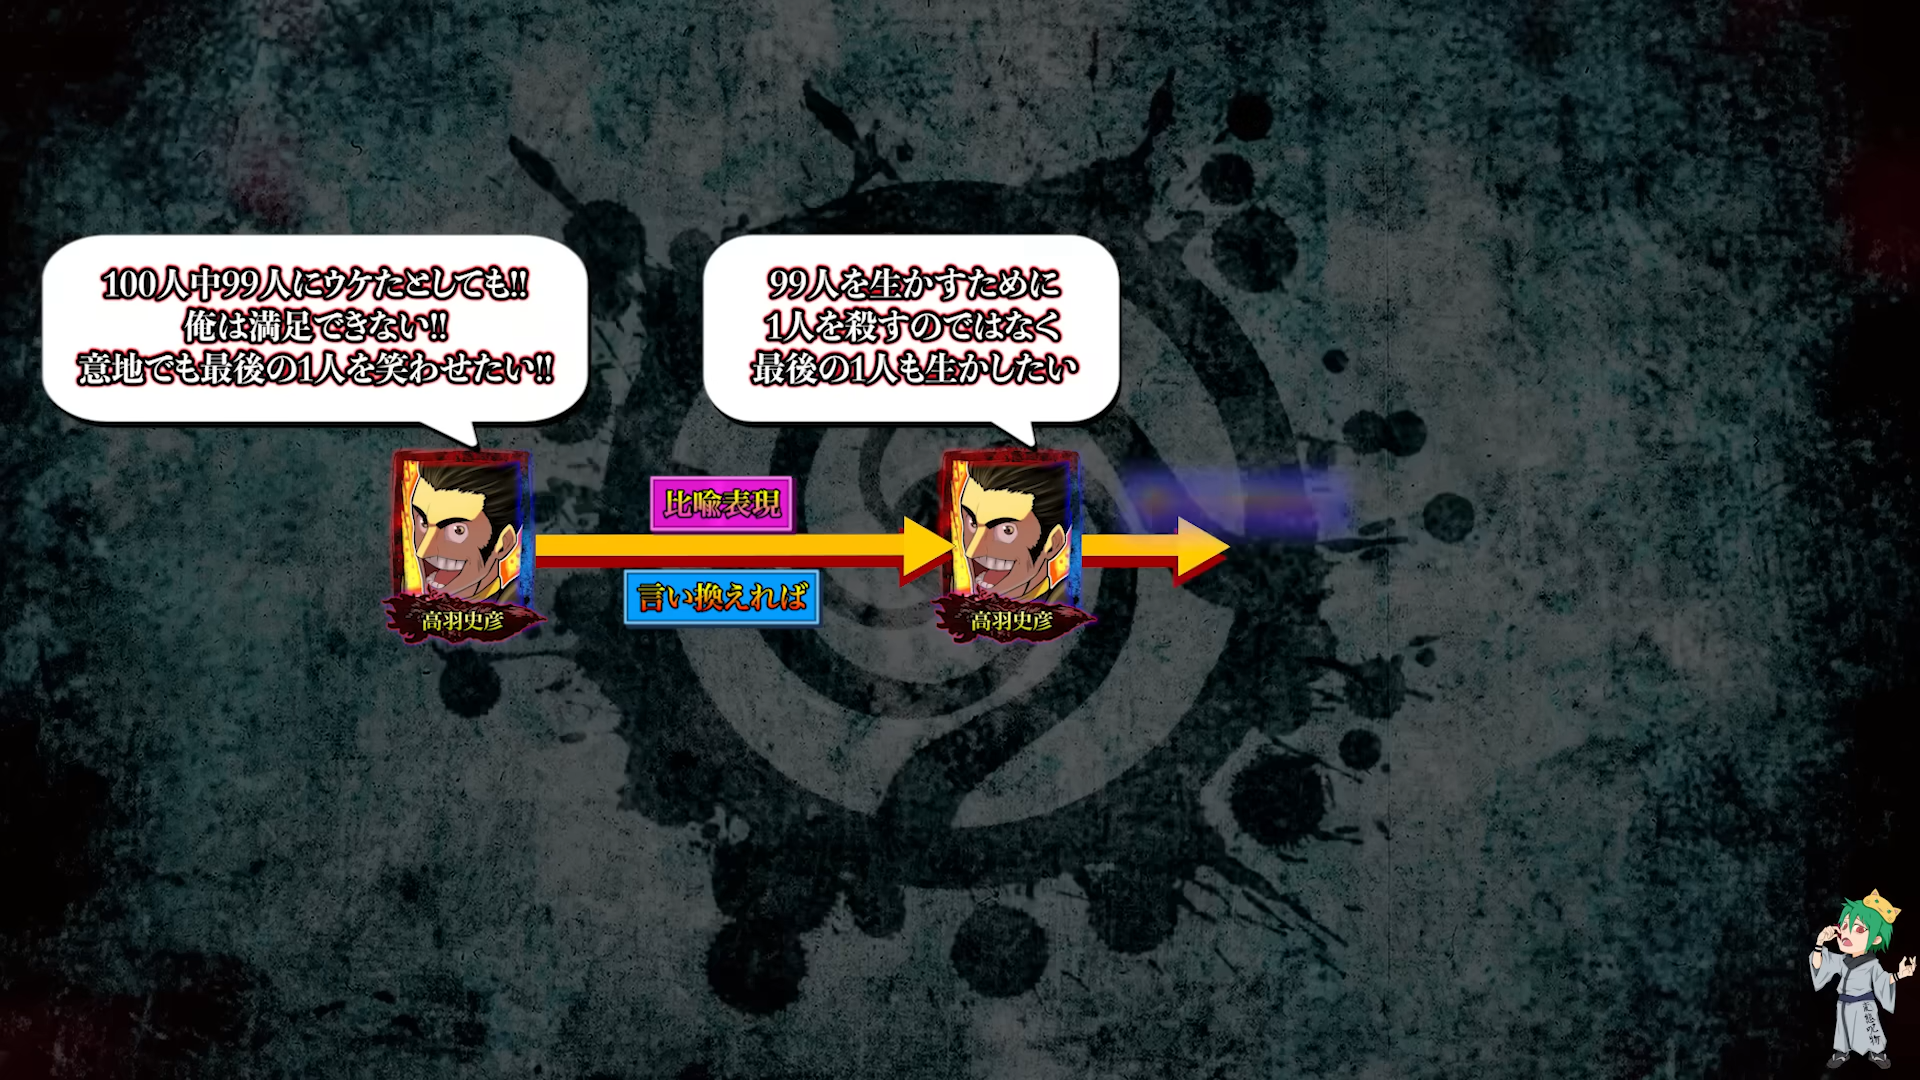 100人中99人にウケたとしても!!
俺は満足できない!!
意地でも最後の1人を笑わせたい!!
99人を生かすために
1人を殺すのではなく
最後の1人も生かしたい
比喩表現
言い換えれば
高羽史彦
高羽史彦